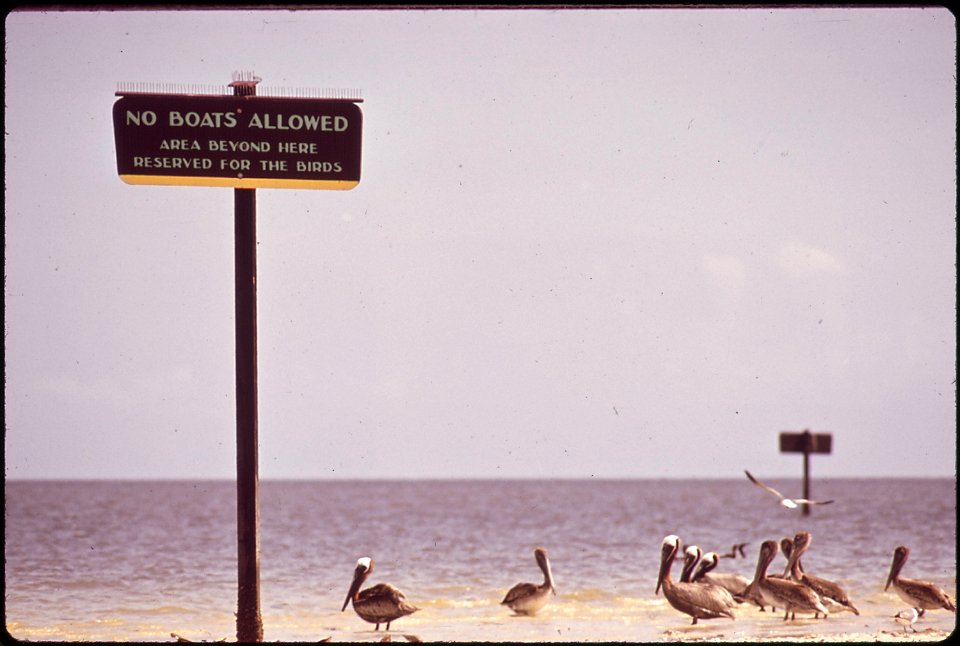 NO BOATS ALLOWED
AREA BEYOND HERE
RESERVED FOR THE BIRDS